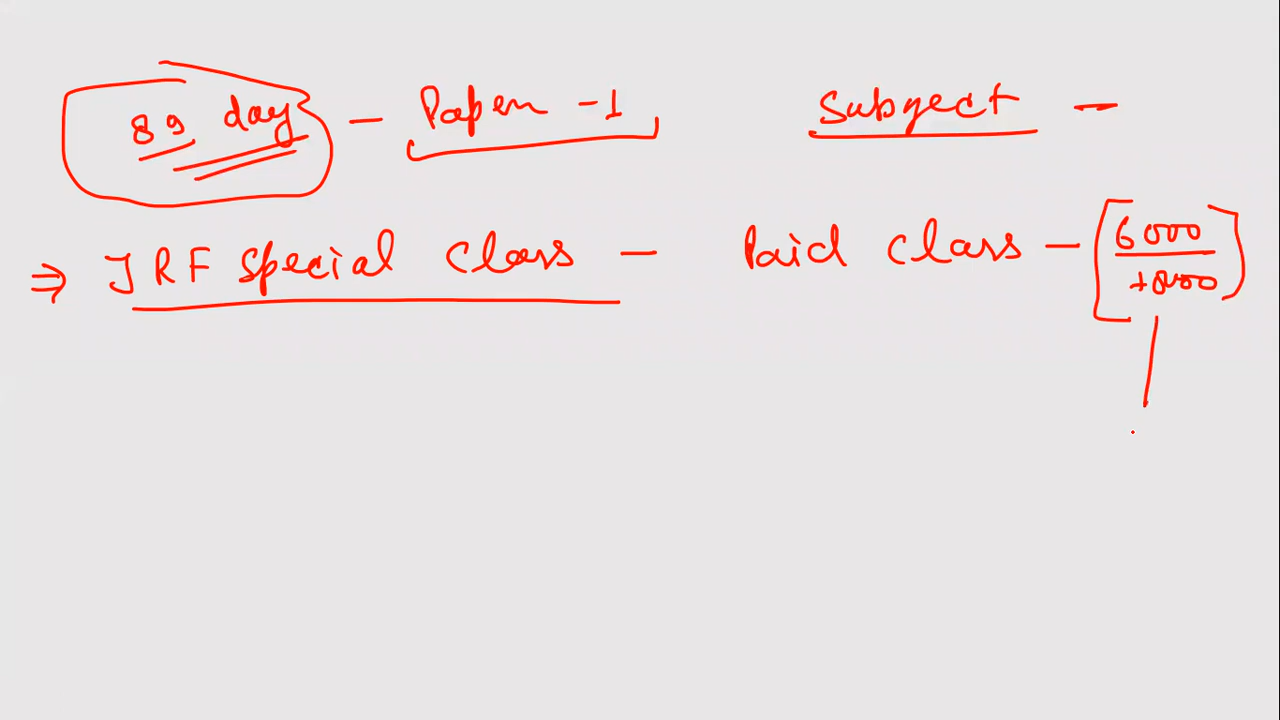 89 day - Paper -1 Subject -
⇒ JRF special class - Paid class - [6000
+8000]